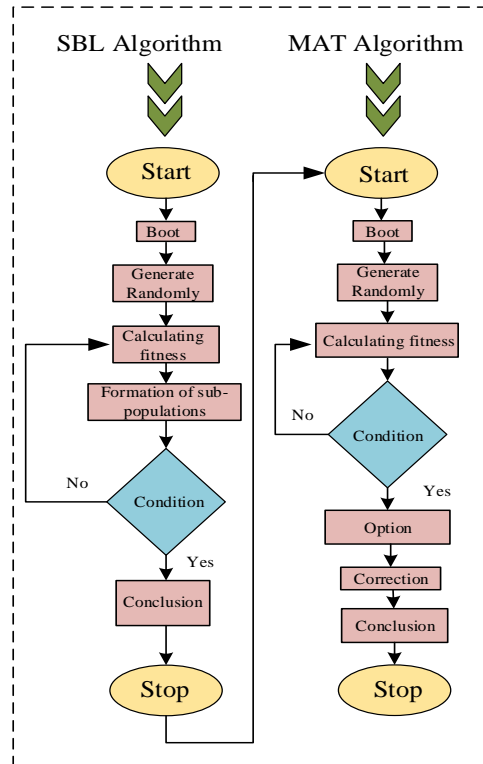 SBL Algorithm
Start
Boot
Generate
Randomly
Calculating
fitness
Formation of sub-
populations
No
Condition
Yes
Conclusion
Stop
MAT Algorithm
Start
Boot
Generate
Randomly
Calculating fitness
No
Condition
Yes
Option
Correction
Conclusion
Stop